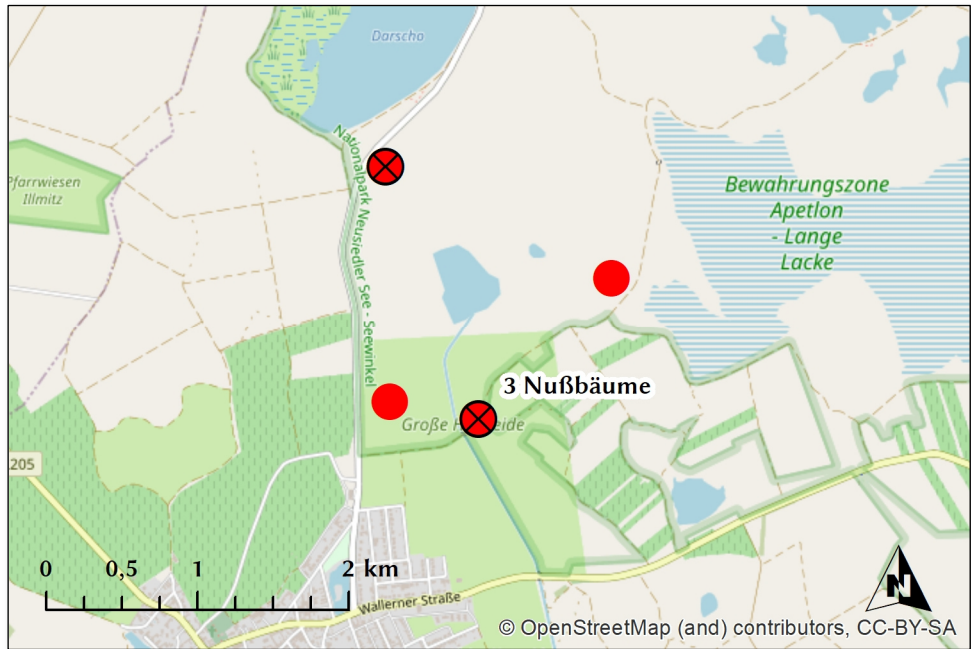 Darscho
Nationalpark Neusiedler See - Seewinkel
Pfarrwiesen
Illmitz
Bewahrungszone
Apetlon
- Lange
Lacke
3 Nußbäume
Große H   eide
205
0 0,5 1 2 km
Wallerner Straße
N
© OpenStreetMap (and) contributors, CC-BY-SA